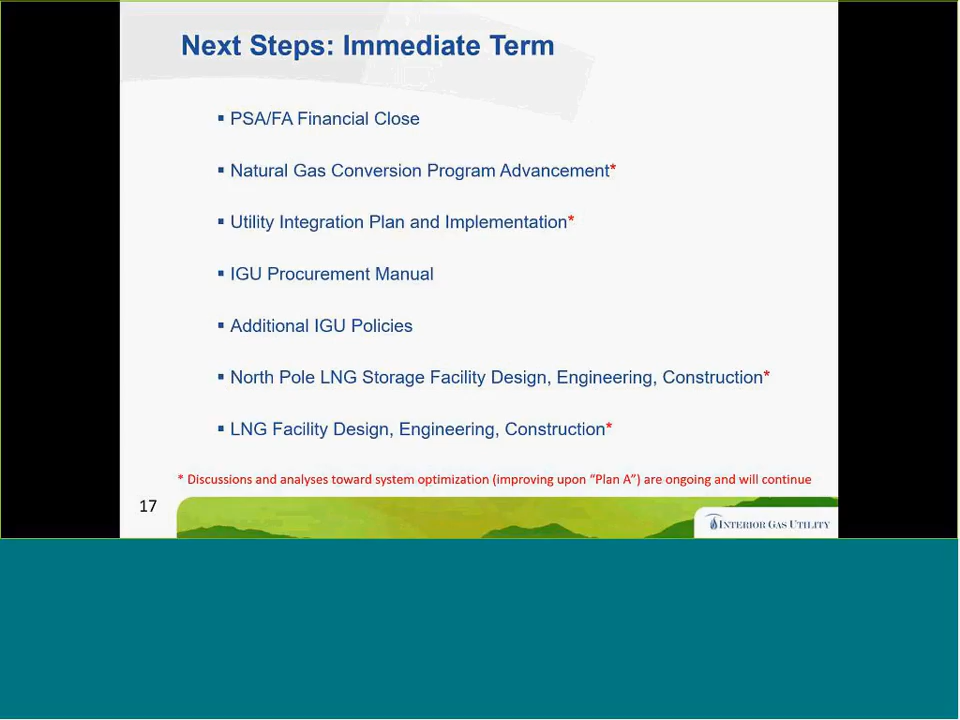 Next Steps: Immediate Term
▪ PSA/FA Financial Close
▪ Natural Gas Conversion Program Advancement*
▪ Utility Integration Plan and Implementation*
▪ IGU Procurement Manual
▪ Additional IGU Policies
▪ North Pole LNG Storage Facility Design, Engineering, Construction*
▪ LNG Facility Design, Engineering, Construction*
* Discussions and analyses toward system optimization (improving upon “Plan A”) are ongoing and will continue
17
INTERIOR GAS UTILITY